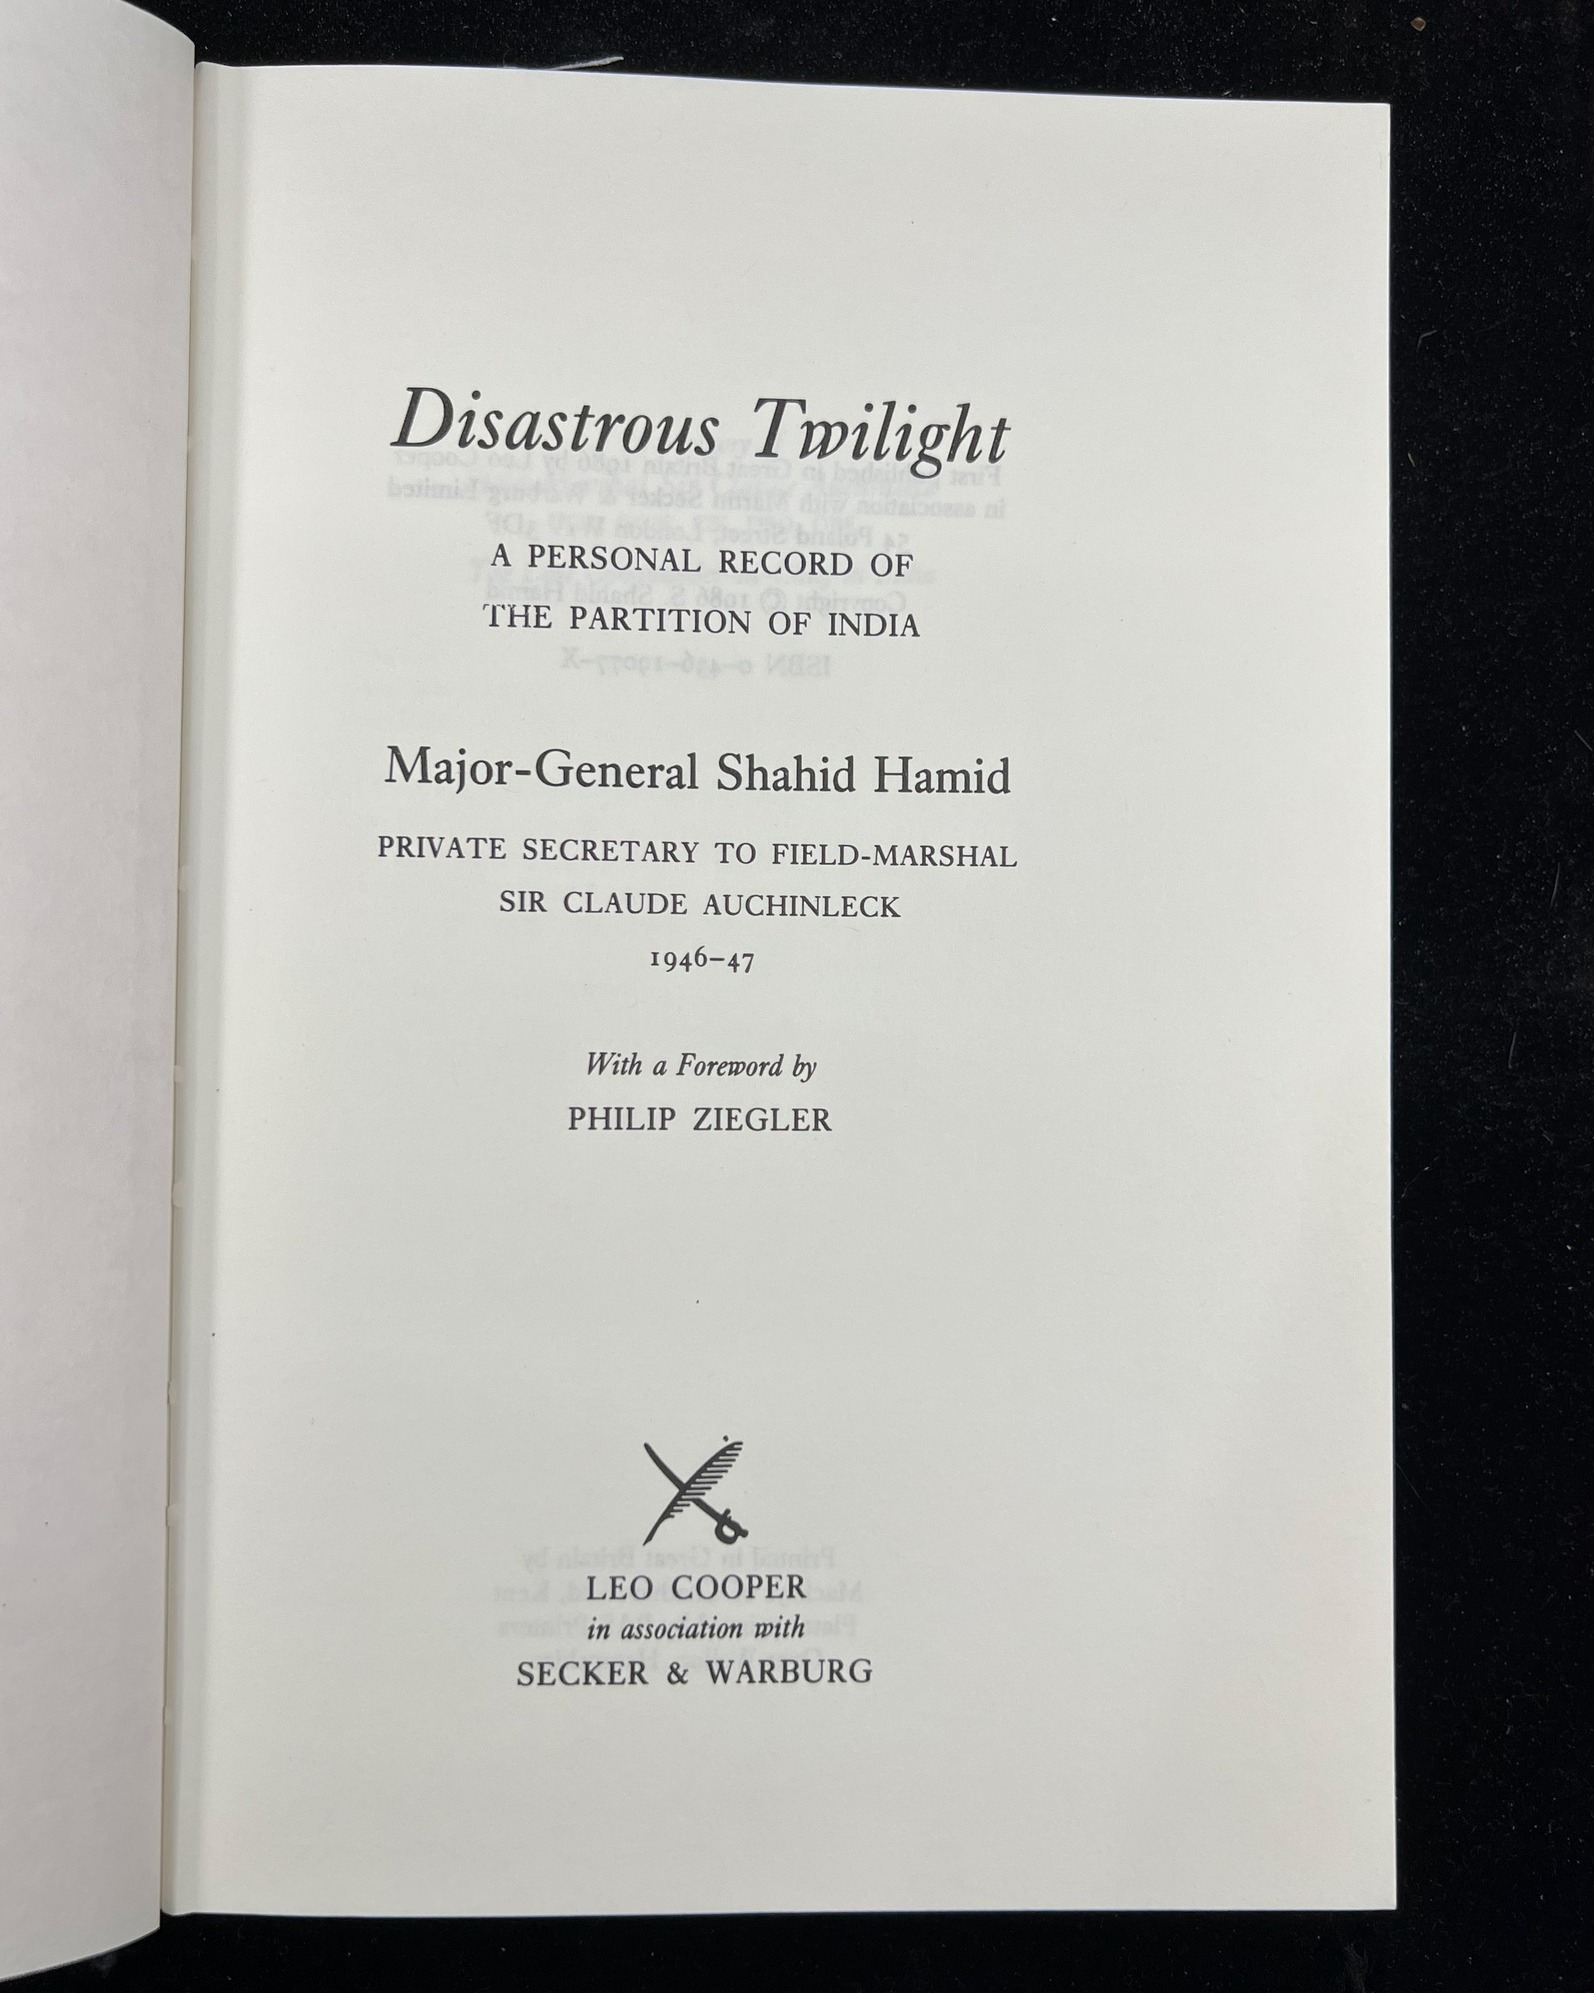 Disastrous Twilight
A PERSONAL RECORD OF
THE PARTITION OF INDIA
Major-General Shahid Hamid
PRIVATE SECRETARY TO FIELD-MARSHAL
SIR CLAUDE AUCHINLECK
1946–47
With a Foreword by
PHILIP ZIEGLER
LEO COOPER
in association with
SECKER & WARBURG